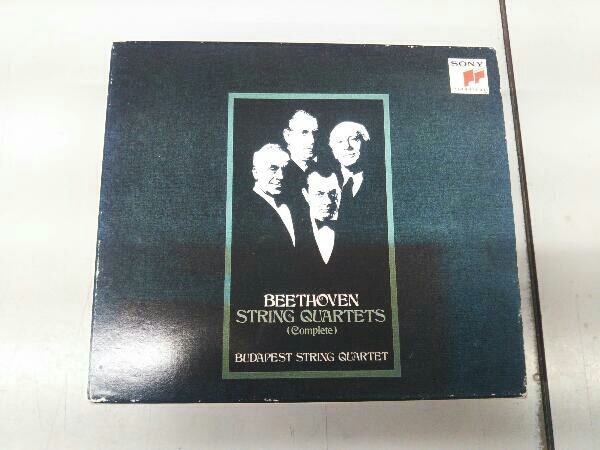 SONY
BEETHOVEN
STRING QUARTETS
(Complete)
BUDAPEST STRING QUARTET